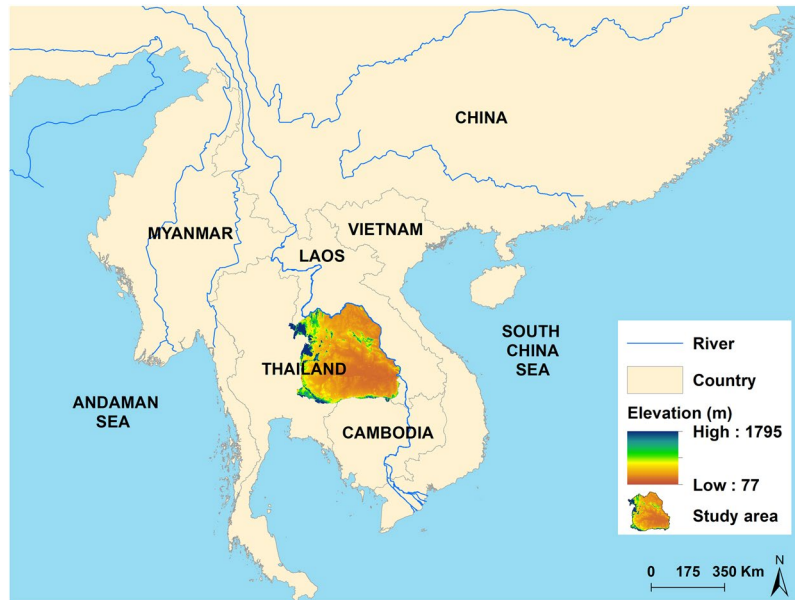 CHINA
MYANMAR
VIETNAM
LAOS
SOUTH
CHINA
SEA
THAILAND
ANDAMAN
SEA
CAMBODIA
River
Country
Elevation (m)
High : 1795
Low : 77
Study area
N
0 175 350 Km